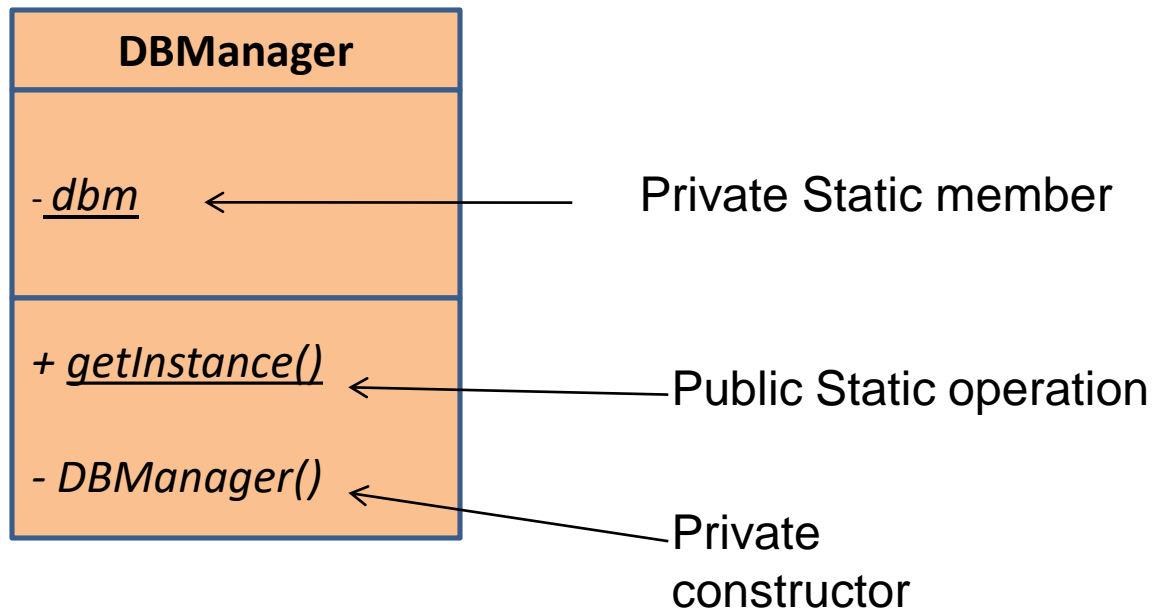 DBManager
- dbm
Private Static member
+ getInstance()
Public Static operation
- DBManager()
Private
constructor